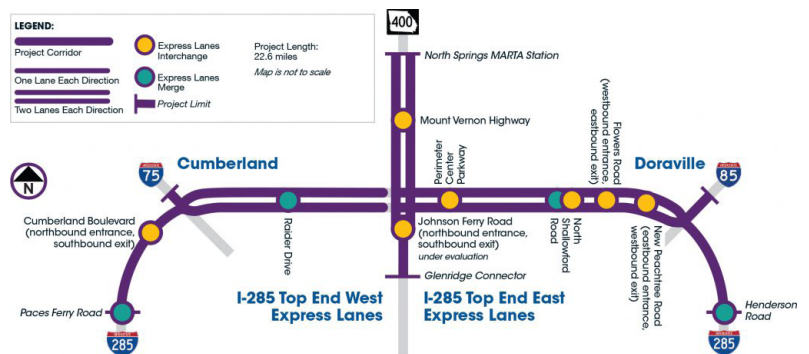 LEGEND:
Project Corridor
One Lane Each Direction
Two Lanes Each Direction
Express Lanes
Interchange
Express Lanes
Merge
Project Limit
Project Length:
22.6 miles
Map is not to scale
400
North Springs MARTA Station
Mount Vernon Highway
Cumberland
Doraville
75
85
N
Perimeter
Center
Parkway
Flowers Road
(westbound entrance,
eastbound exit)
Cumberland Boulevard
(northbound entrance,
southbound exit)
Raider Drive
Johnson Ferry Road
(northbound entrance,
southbound exit)
under evaluation
North
Shallowford
Road
New Peachtree Road
(eastbound entrance,
westbound exit)
Glenridge Connector
I-285 Top End West
Express Lanes
I-285 Top End East
Express Lanes
Paces Ferry Road
Henderson
Road
285
285